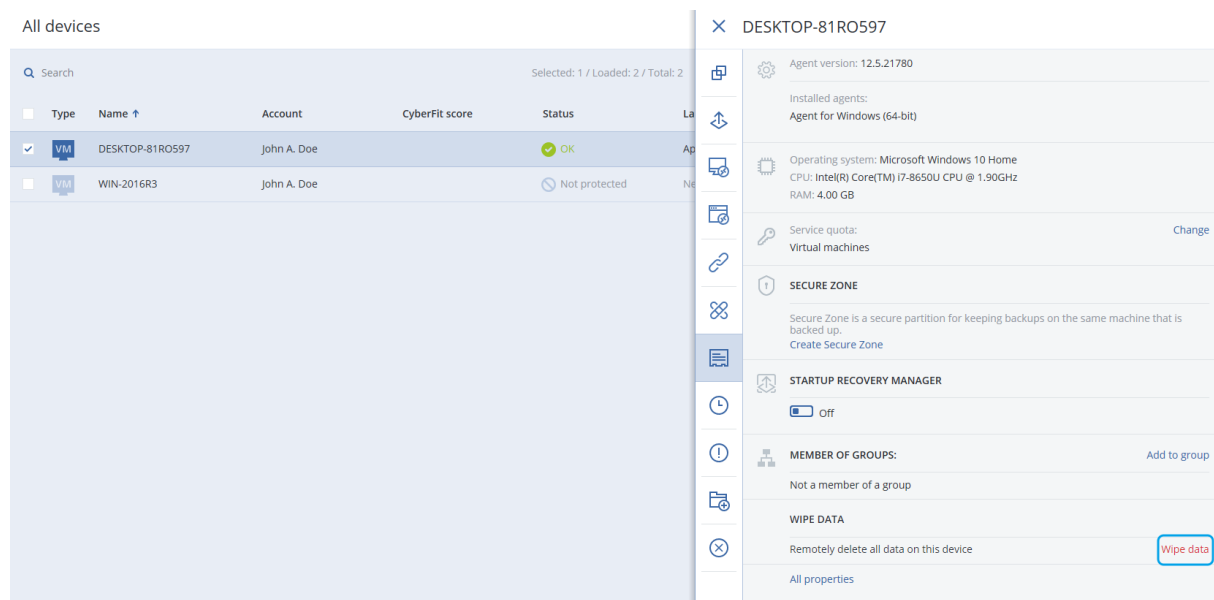 All devices
Search
Selected: 1 / Loaded: 2 / Total: 2
Type Name ↑ Account CyberFit score Status La
VM DESKTOP-81RO597 John A. Doe OK Ap
VM WIN-2016R3 John A. Doe Not protected Ne
DESKTOP-81RO597
Agent version: 12.5.21780
Installed agents:
Agent for Windows (64-bit)
Operating system: Microsoft Windows 10 Home
CPU: Intel(R) Core(TM) i7-8650U CPU @ 1.90GHz
RAM: 4.00 GB
Service quota: Change
Virtual machines
SECURE ZONE
Secure Zone is a secure partition for keeping backups on the same machine that is
backed up.
Create Secure Zone
STARTUP RECOVERY MANAGER
Off
MEMBER OF GROUPS: Add to group
Not a member of a group
WIPE DATA
Remotely delete all data on this device Wipe data
All properties